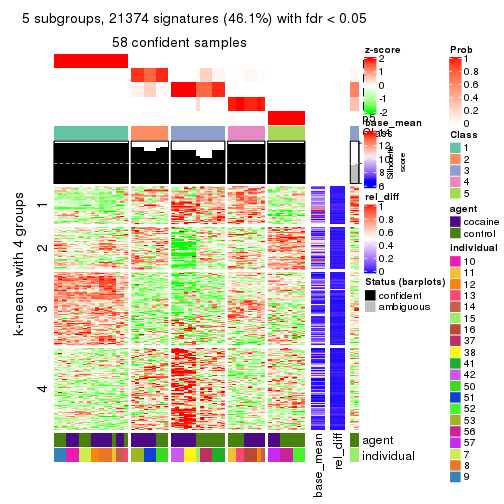 5 subgroups, 21374 signatures (46.1%) with fdr < 0.05
58 confident samples
k-means with 4 groups
1
2
3
4
p5
Silhouette
score
z-score
2
1
0
-1
-2
base_mean
14
12
10
8
6
rel_diff
1
0.8
0.6
0.4
0.2
0
Status (barplots)
confident
ambiguous
agent
individual
base_mean
rel_diff
Prob
1
0.8
0.6
0.4
0.2
0
Class
1
2
3
4
5
agent
cocaine
control
individual
10
11
12
13
14
15
16
37
38
41
42
50
51
52
53
56
57
7
8
9